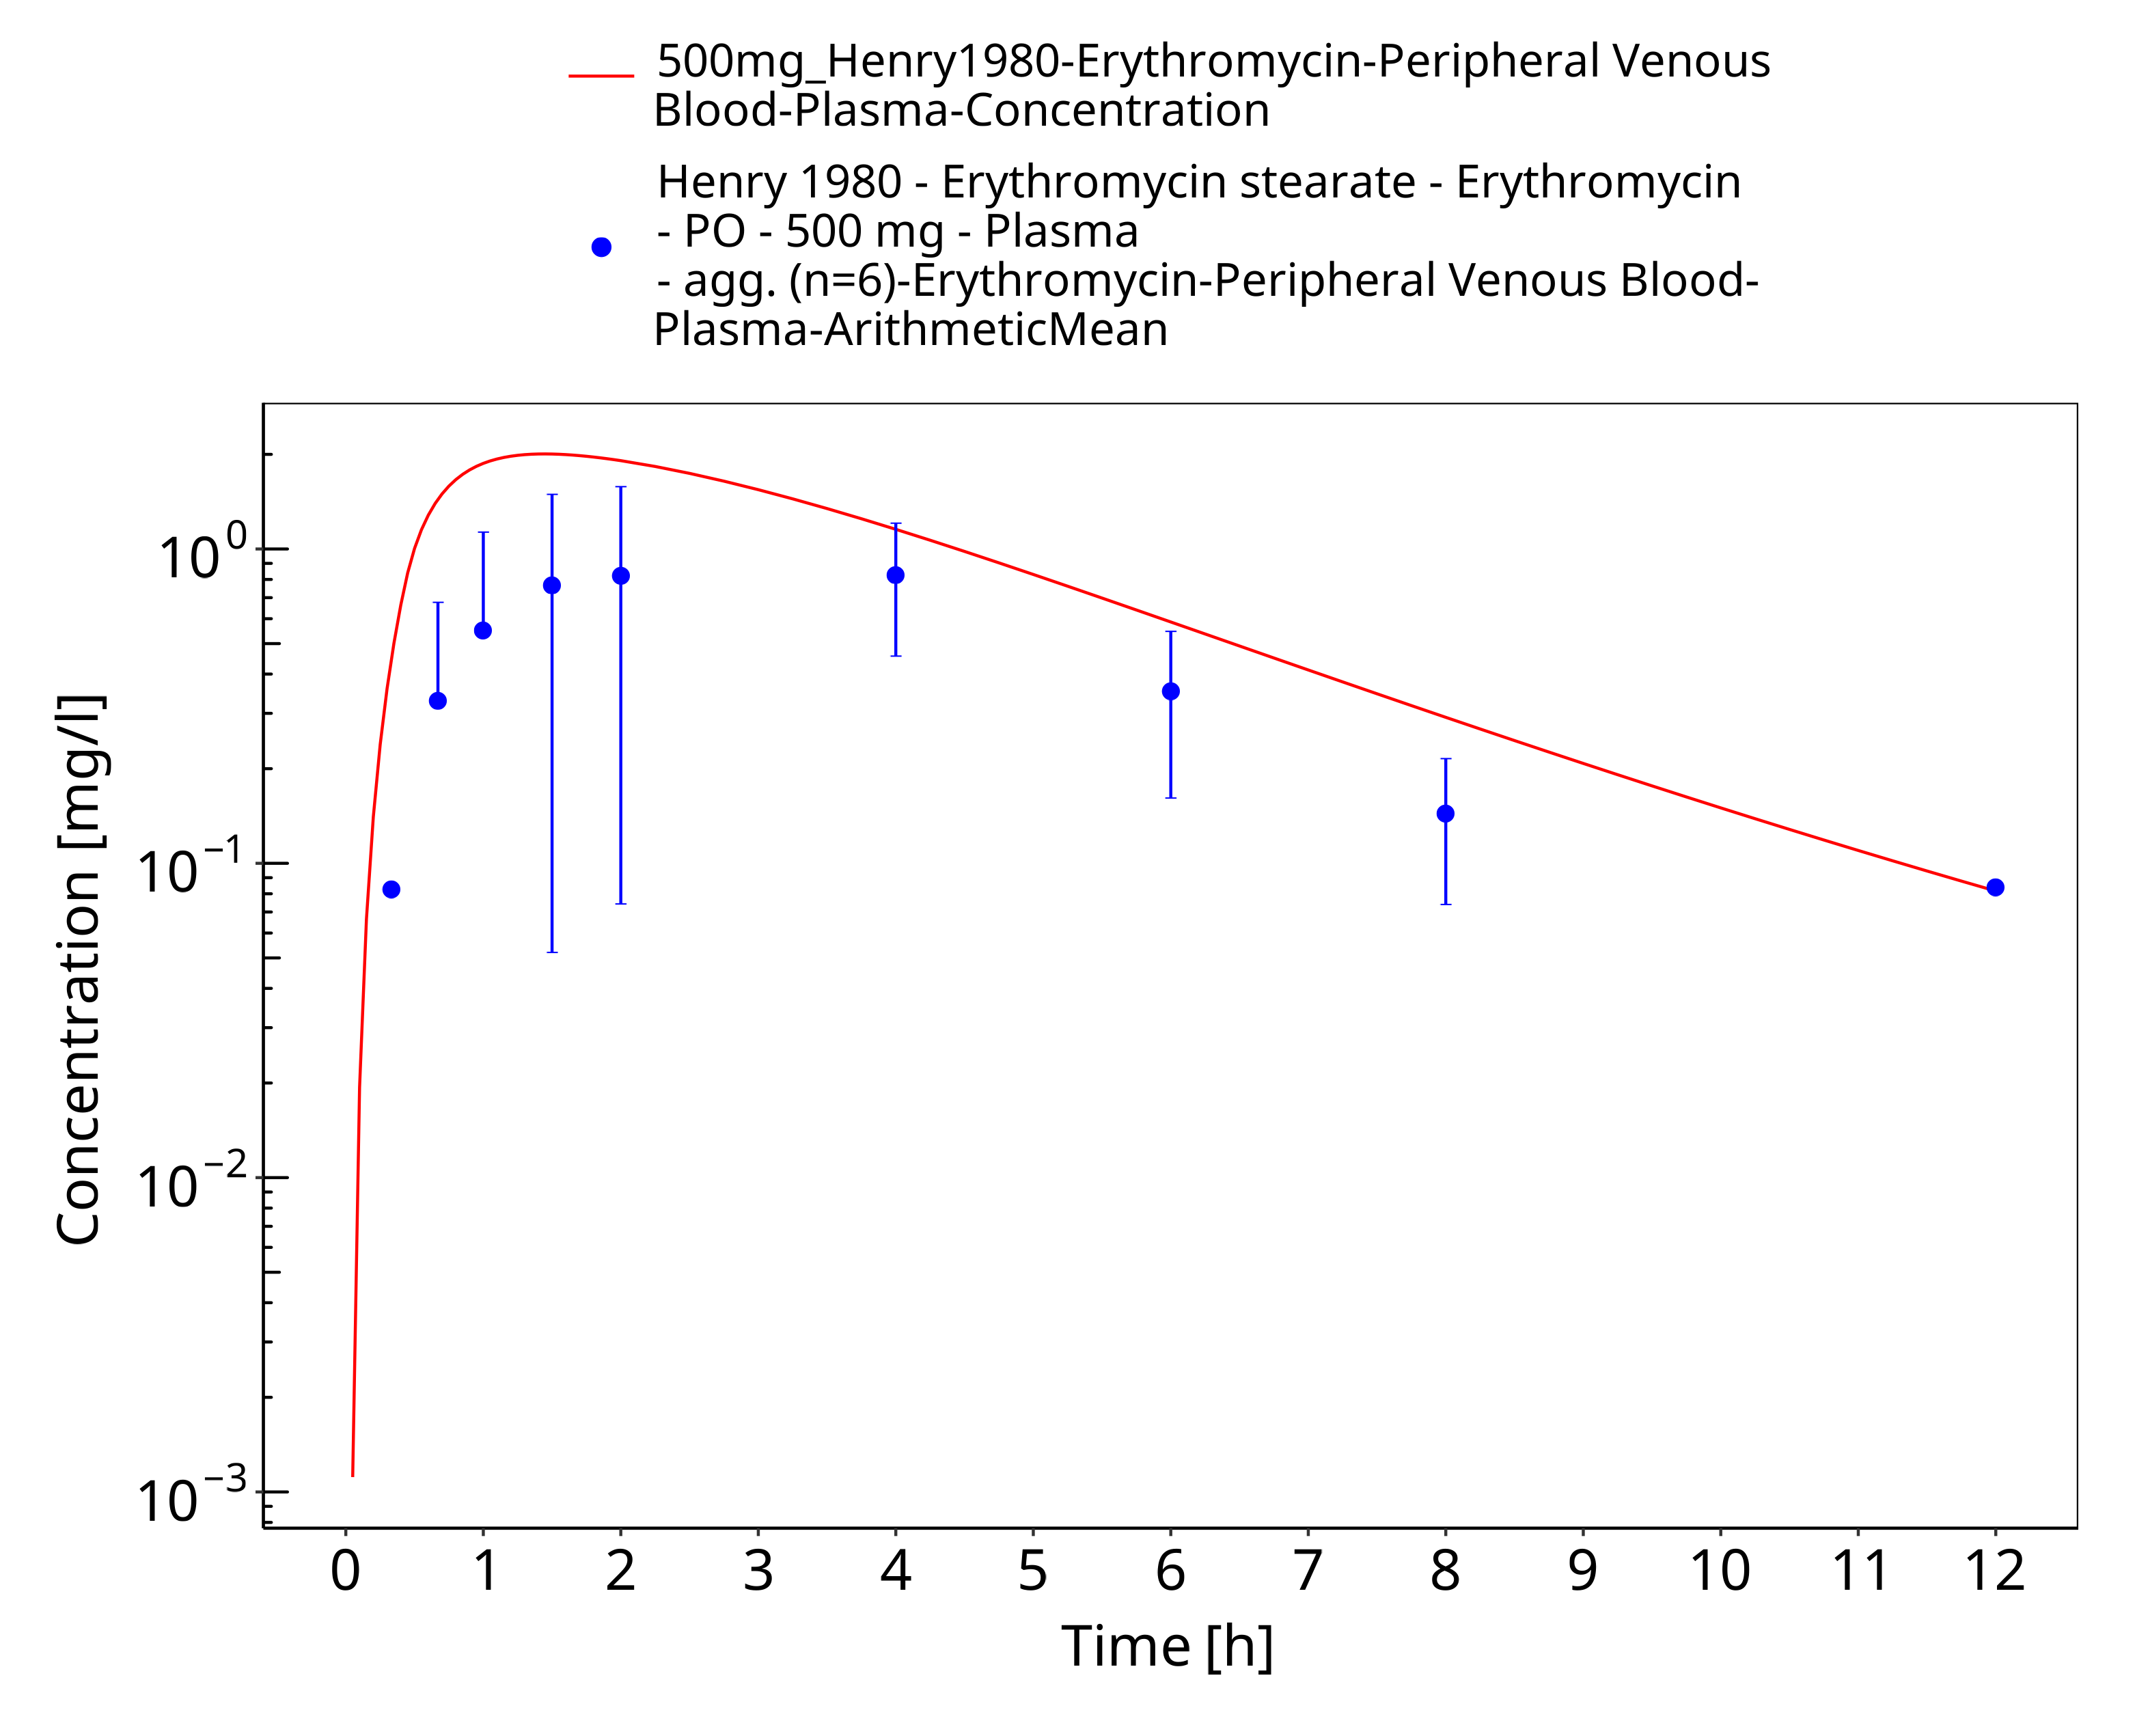 500mg_Henry1980-Erythromycin-Peripheral Venous
Blood-Plasma-Concentration
Henry 1980 - Erythromycin stearate - Erythromycin
- PO - 500 mg - Plasma
- agg. (n=6)-Erythromycin-Peripheral Venous Blood-
Plasma-ArithmeticMean
Concentration [mg/l]
10⁰
10⁻¹
10⁻²
10⁻³
0 1 2 3 4 5 6 7 8 9 10 11 12
Time [h]